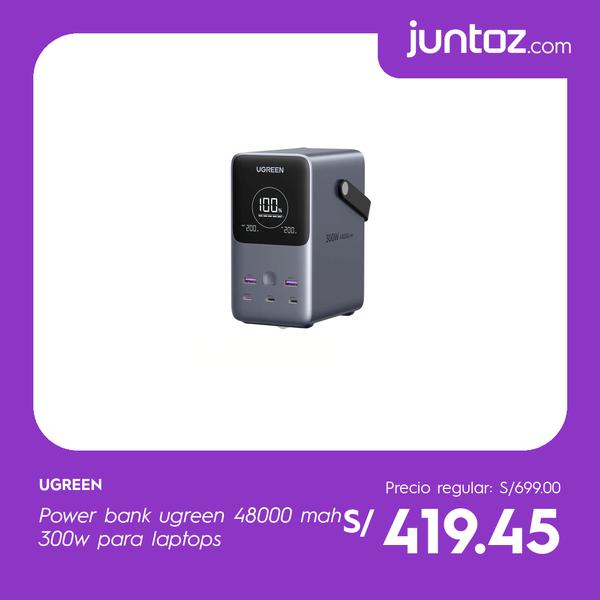 juntoz.com
UGREEN
100%
200
200
300W
UGREEN
Precio regular: S/699.00
Power bank ugreen 48000 mah
300w para laptops
S/ 419.45